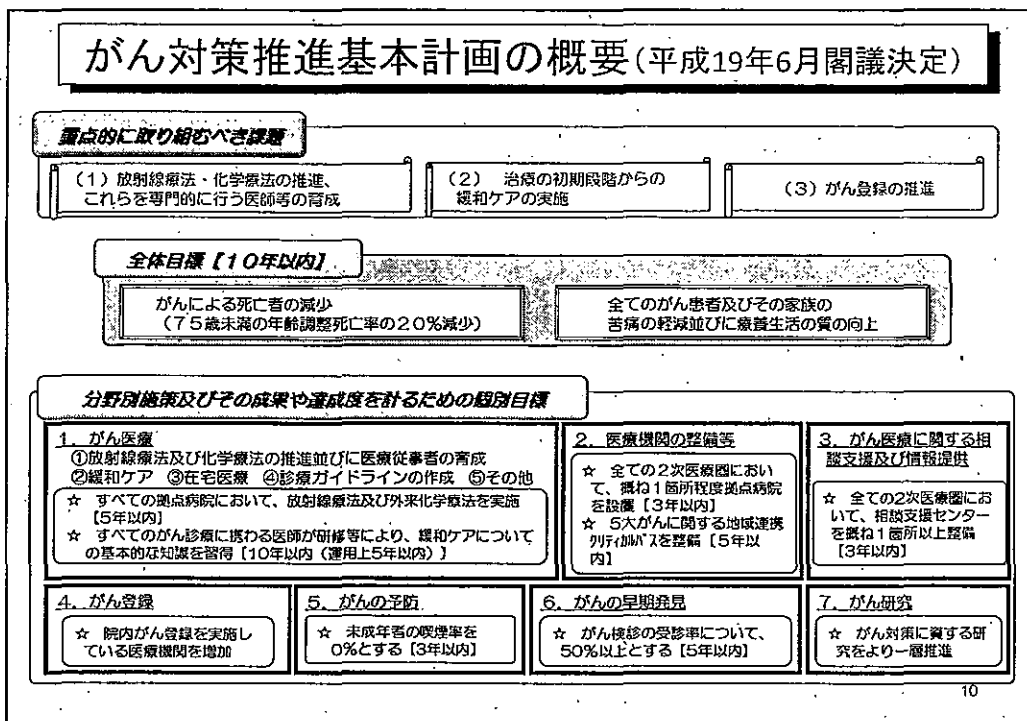 がん対策推進基本計画の概要(平成19年6月閣議決定)
重点的に取り組むべき課題
(1)放射線療法・化学療法の推進、
これらを専門的に行う医師等の育成
(2) 治療の初期段階からの
緩和ケアの実施
(3)がん登録の推進
全体目標【10年以内】
がんによる死亡者の減少
(75歳未満の年齢調整死亡率の20%減少)
全てのがん患者及びその家族の
苦痛の軽減並びに療養生活の質の向上
分野別施策及びその成果や達成度を計るための個別目標
1.がん医療
①放射線療法及び化学療法の推進並びに医療従事者の育成
②緩和ケア ③在宅医療 ④診療ガイドラインの作成 ⑤その他
☆ すべての拠点病院において、放射線療法及び外来化学療法を実施
[5年以内]
☆ すべてのがん診療に携わる医師が研修等により、緩和ケアについて
の基本的な知識を習得[10年以内(運用上5年以内)]
2.医療機関の整備等
☆ 全ての2次医療圏におい
て、概ね1箇所程度拠点病院
を設置[3年以内]
☆ 5大がんに関する地域連携
クリティカルパスを整備[5年以
内]
3.がん医療に関する相
談支援及び情報提供
☆ 全ての2次医療圏にお
いて、相談支援センター
を概ね1箇所以上整備
[3年以内]
4.がん登録
☆ 院内がん登録を実施し
ている医療機関を増加
5.がんの予防
☆ 未成年者の喫煙率を
0%とする[3年以内]
6.がんの早期発見
☆ がん検診の受診率について、
50%以上とする[5年以内]
7.がん研究
☆ がん対策に資する研
究をより一層推進
10